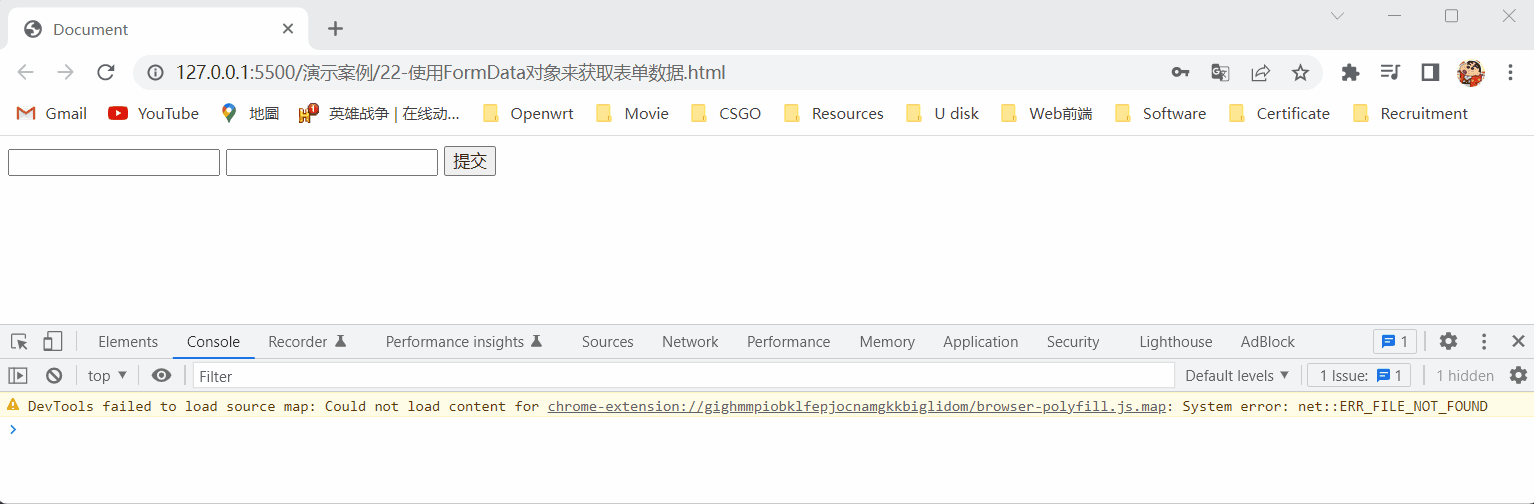 Document
127.0.0.1:5500/演示案例/22-使用FormData对象来获取表单数据.html
Gmail YouTube 地圖 1 英雄战争 | 在线动... Openwrt Movie CSGO Resources U disk Web前端 Software Certificate Recruitment
提交
Elements Console Recorder Performance insights Sources Network Performance Memory Application Security Lighthouse AdBlock 1
top Filter Default levels 1 Issue: 1 1 hidden
DevTools failed to load source map: Could not load content for chrome-extension://gighmmpiobklfepjocnamgkkbiglidom/browser-polyfill.js.map: System error: net::ERR_FILE_NOT_FOUND